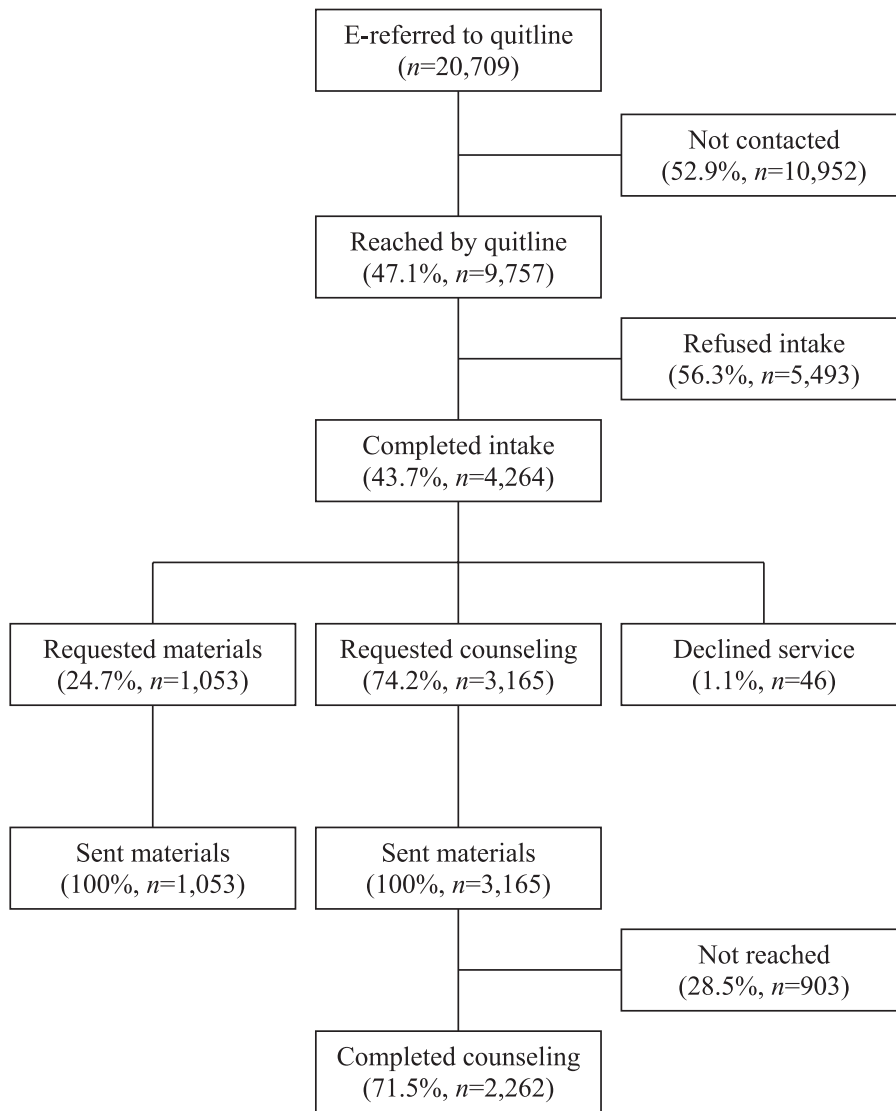 E-referred to quitline
(n=20,709)
Not contacted
(52.9%, n=10,952)
Reached by quitline
(47.1%, n=9,757)
Refused intake
(56.3%, n=5,493)
Completed intake
(43.7%, n=4,264)
Requested materials
(24.7%, n=1,053)
Requested counseling
(74.2%, n=3,165)
Declined service
(1.1%, n=46)
Sent materials
(100%, n=1,053)
Sent materials
(100%, n=3,165)
Not reached
(28.5%, n=903)
Completed counseling
(71.5%, n=2,262)